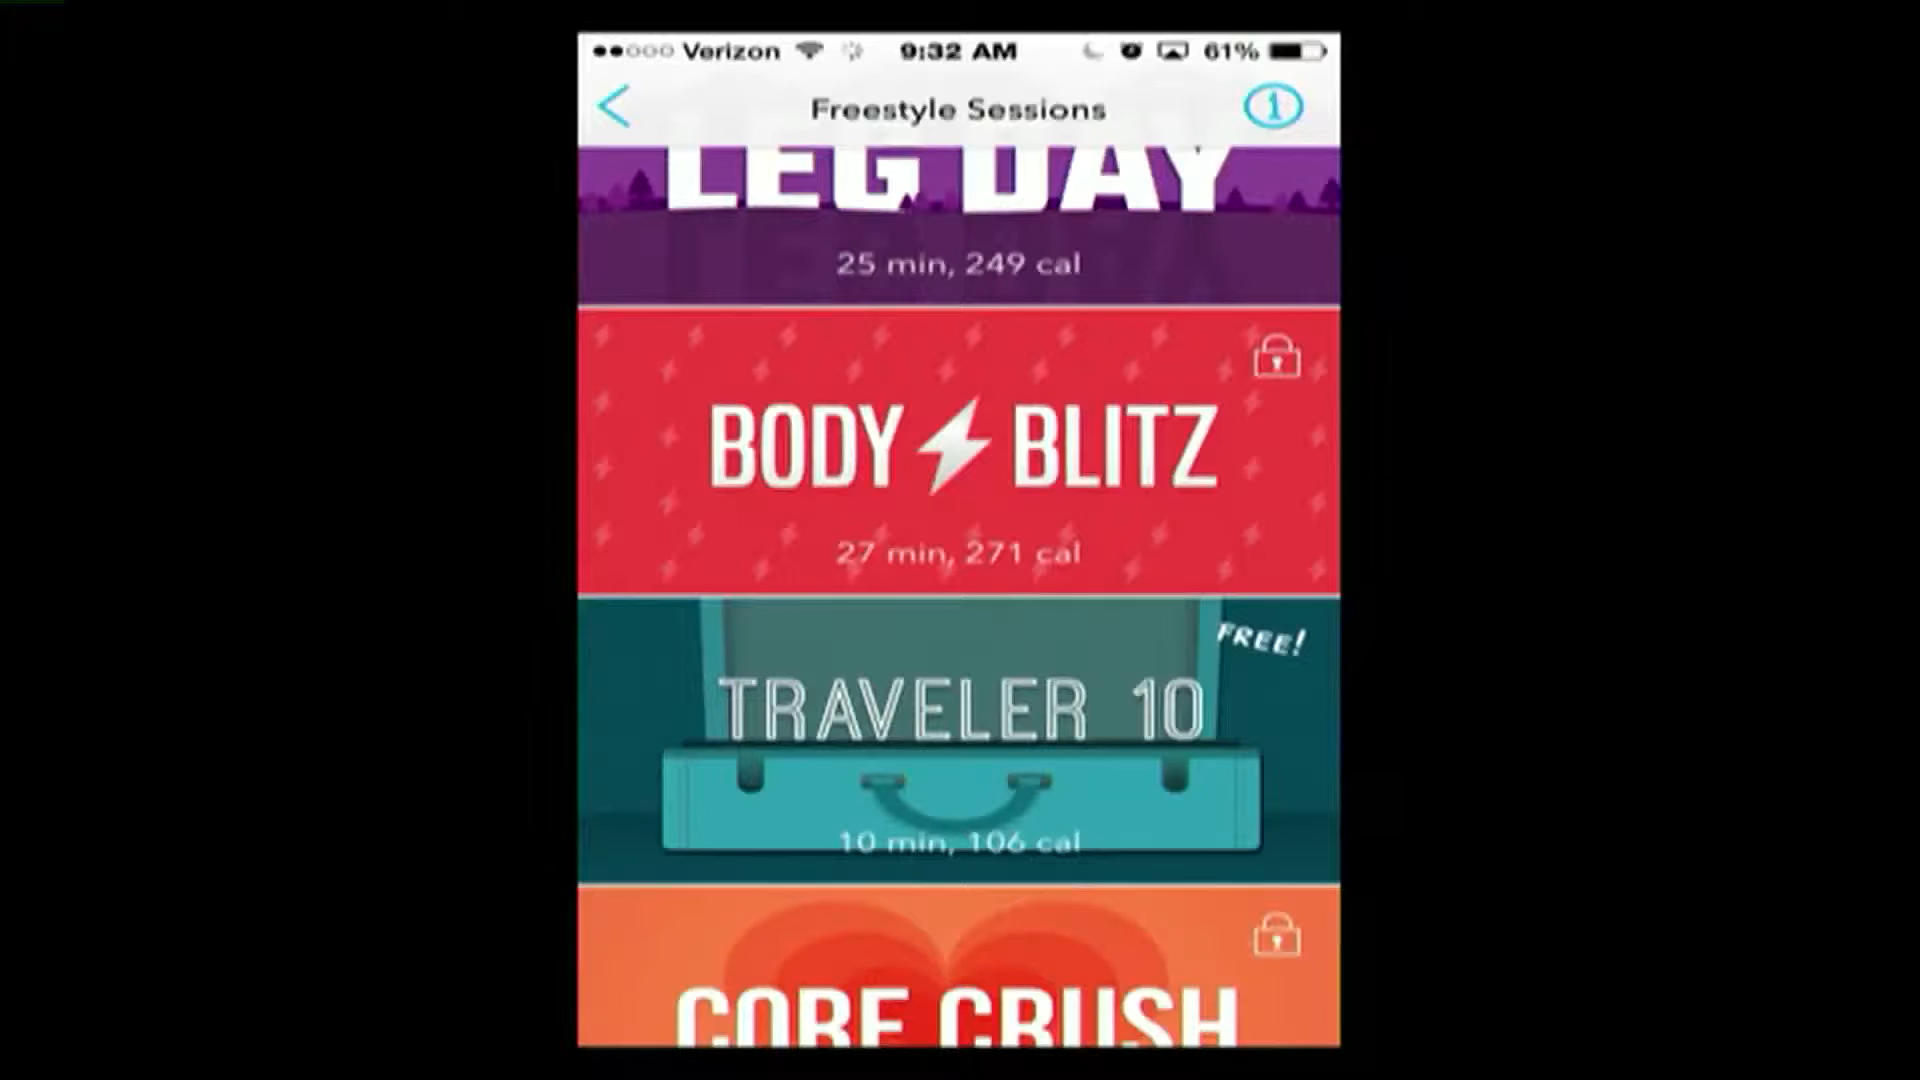 Verizon 9:32 AM 61%
Freestyle Sessions
LEG DAY
25 min, 249 cal
BODY BLITZ
27 min, 271 cal
FREE!
TRAVELER 10
10 min, 106 cal
CORE CRUSH